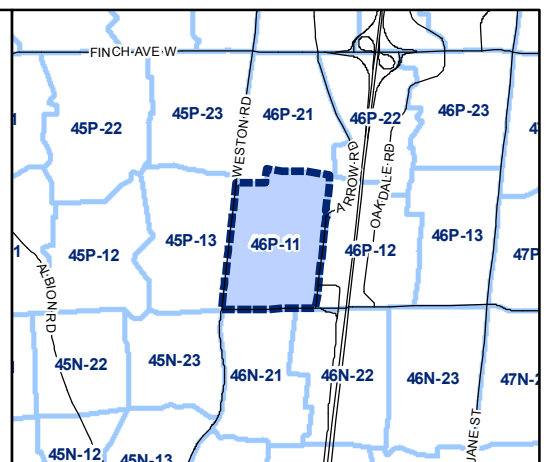 FINCH AVE W
45P-22
45P-23
WESTON RD
46P-21
46P-22
46P-23
ARROW RD
OAKDALE RD
45P-12
45P-13
46P-11
46P-12
46P-13
47P
ALBION RD
45N-22
45N-23
46N-21
46N-22
46N-23
47N-2
45N-12
45N-13
JANE ST